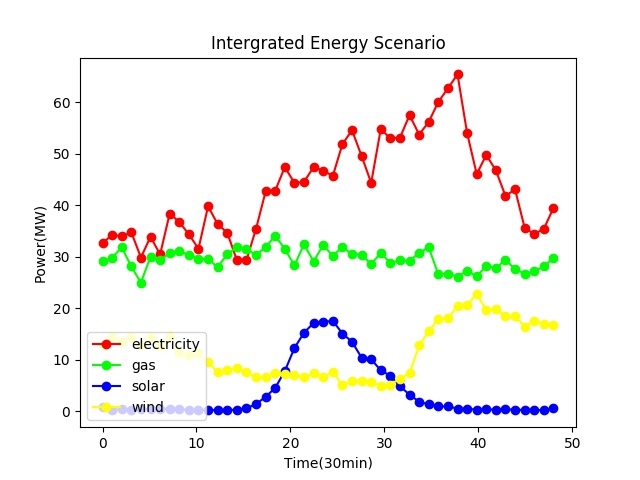 Intergrated Energy Scenario
Power(MW)
60
50
40
30
20
10
0
electricity
gas
solar
wind
0 10 20 30 40 50
Time(30min)